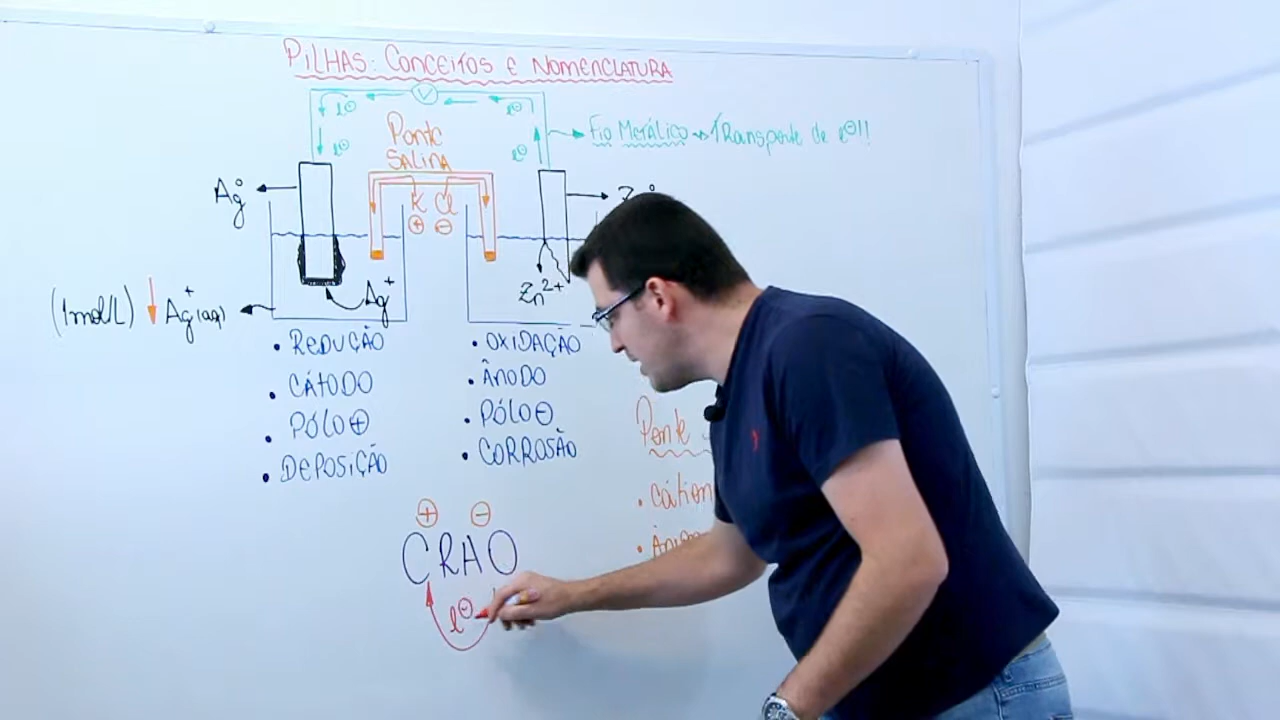 PILHAS: CONCEITOS E NOMENCLATURA
e⊖ V e⊖
e⊖ e⊖
Fio METÁLICO → TRansporte de e⊖!!
Ponte
SALINA
Ag⁰
K Cl
⊕ ⊖
Zn²⁺
(1mol/L) ↓ Ag⁺(aq)
Ag⁺
• REDUÇÃO
• CÁTODO
• PÓLO ⊕
• DEPOSIÇÃO
• OXIDAÇÃO
• ÂNODO
• PÓLO ⊖
• CORROSÃO
Ponte
• Cátion
⊕ ⊖
CRAO
e⊖